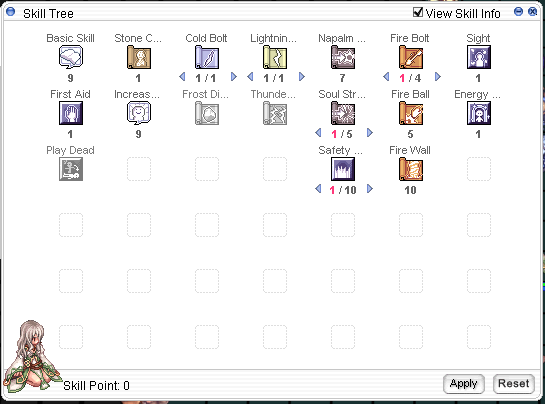 Skill Tree
View Skill Info
Basic Skill Stone C... Cold Bolt Lightnin... Napalm ... Fire Bolt Sight
9 1 1 / 1 1 / 1 7 1 / 4 1
First Aid Increas... Frost Di... Thunde... Soul Str... Fire Ball Energy ...
1 9 1 / 5 5 1
Play Dead Safety ... Fire Wall
1 / 10 10
Skill Point: 0
Apply Reset